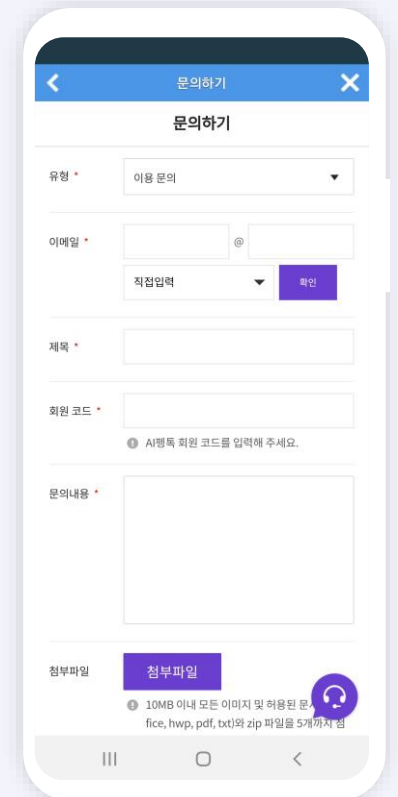 문의하기
문의하기
유형 *
이용 문의
이메일 *
@
직접입력
확인
제목 *
회원 코드 *
AI펭톡 회원 코드를 입력해 주세요.
문의내용 *
첨부파일
첨부파일
10MB 이내 모든 이미지 및 허용된 문
fice, hwp, pdf, txt)와 zip 파일을 5개까지 첨